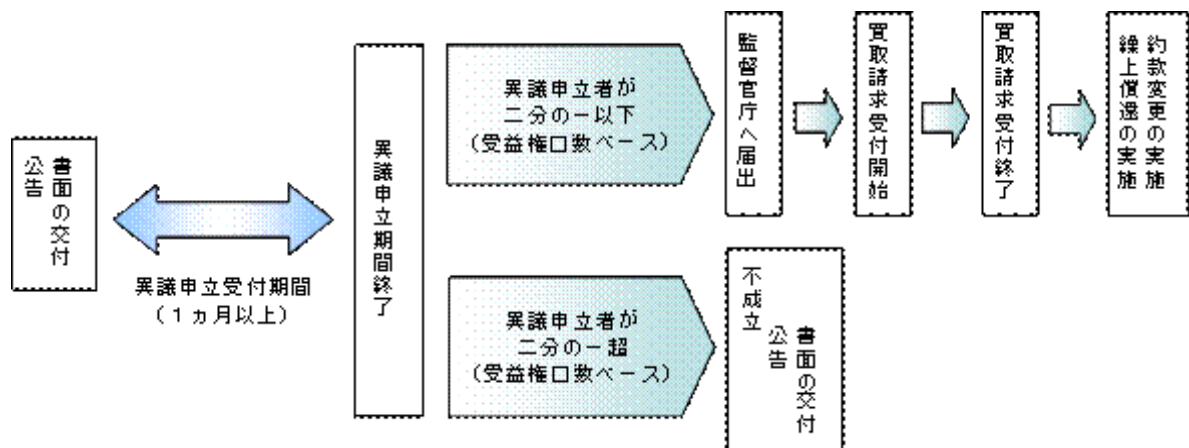 書面の交付
公告
異議申立受付期間
（１ヵ月以上）
異議申立期間終了
異議申立者が
二分の一以下
（受益権口数ベース）
監督官庁へ届出
買取請求受付開始
買取請求受付終了
約款変更の実施
繰上償還の実施
異議申立者が
二分の一超
（受益権口数ベース）
不成立
書面の交付
公告